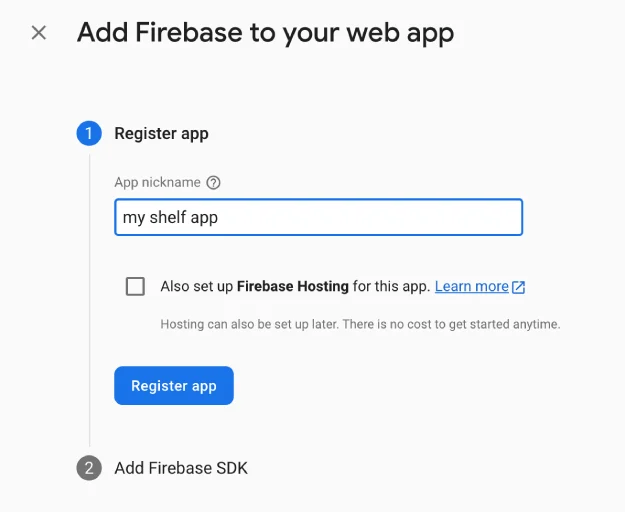 Add Firebase to your web app
1 Register app
App nickname
my shelf app
Also set up Firebase Hosting for this app. Learn more
Hosting can also be set up later. There is no cost to get started anytime.
Register app
2 Add Firebase SDK